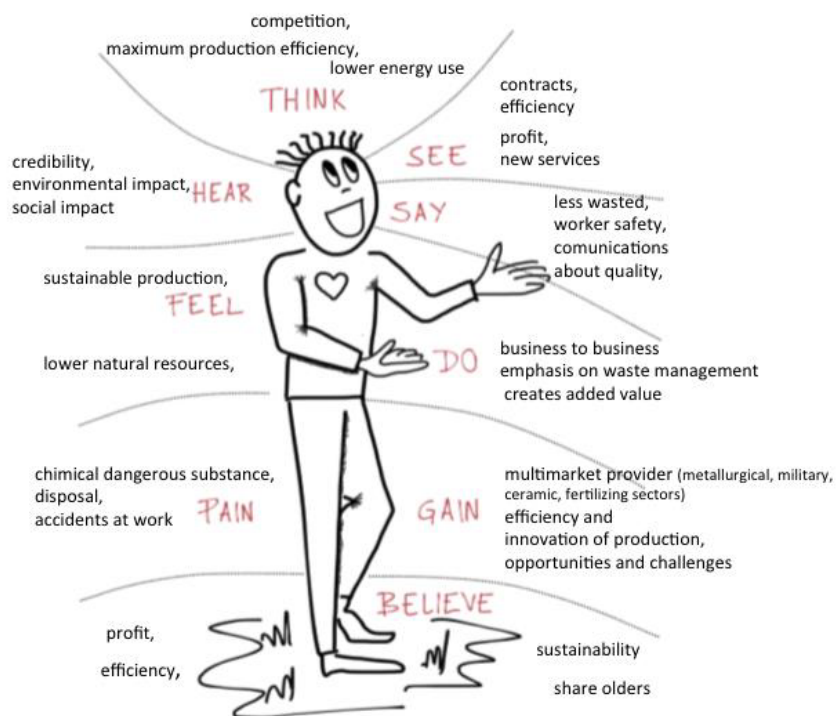 competition,
maximum production efficiency,
lower energy use
THINK
contracts,
efficiency
profit,
new services
SEE
credibility,
environmental impact,
social impact
HEAR
SAY
less wasted,
worker safety,
comunications
about quality,
sustainable production,
FEEL
lower natural resources,
DO
business to business
emphasis on waste management
creates added value
chimical dangerous substance,
disposal,
accidents at work
PAIN
GAIN
multimarket provider (metallurgical, military,
ceramic, fertilizing sectors)
efficiency and
innovation of production,
opportunities and challenges
BELIEVE
profit,
efficiency,
sustainability
share olders